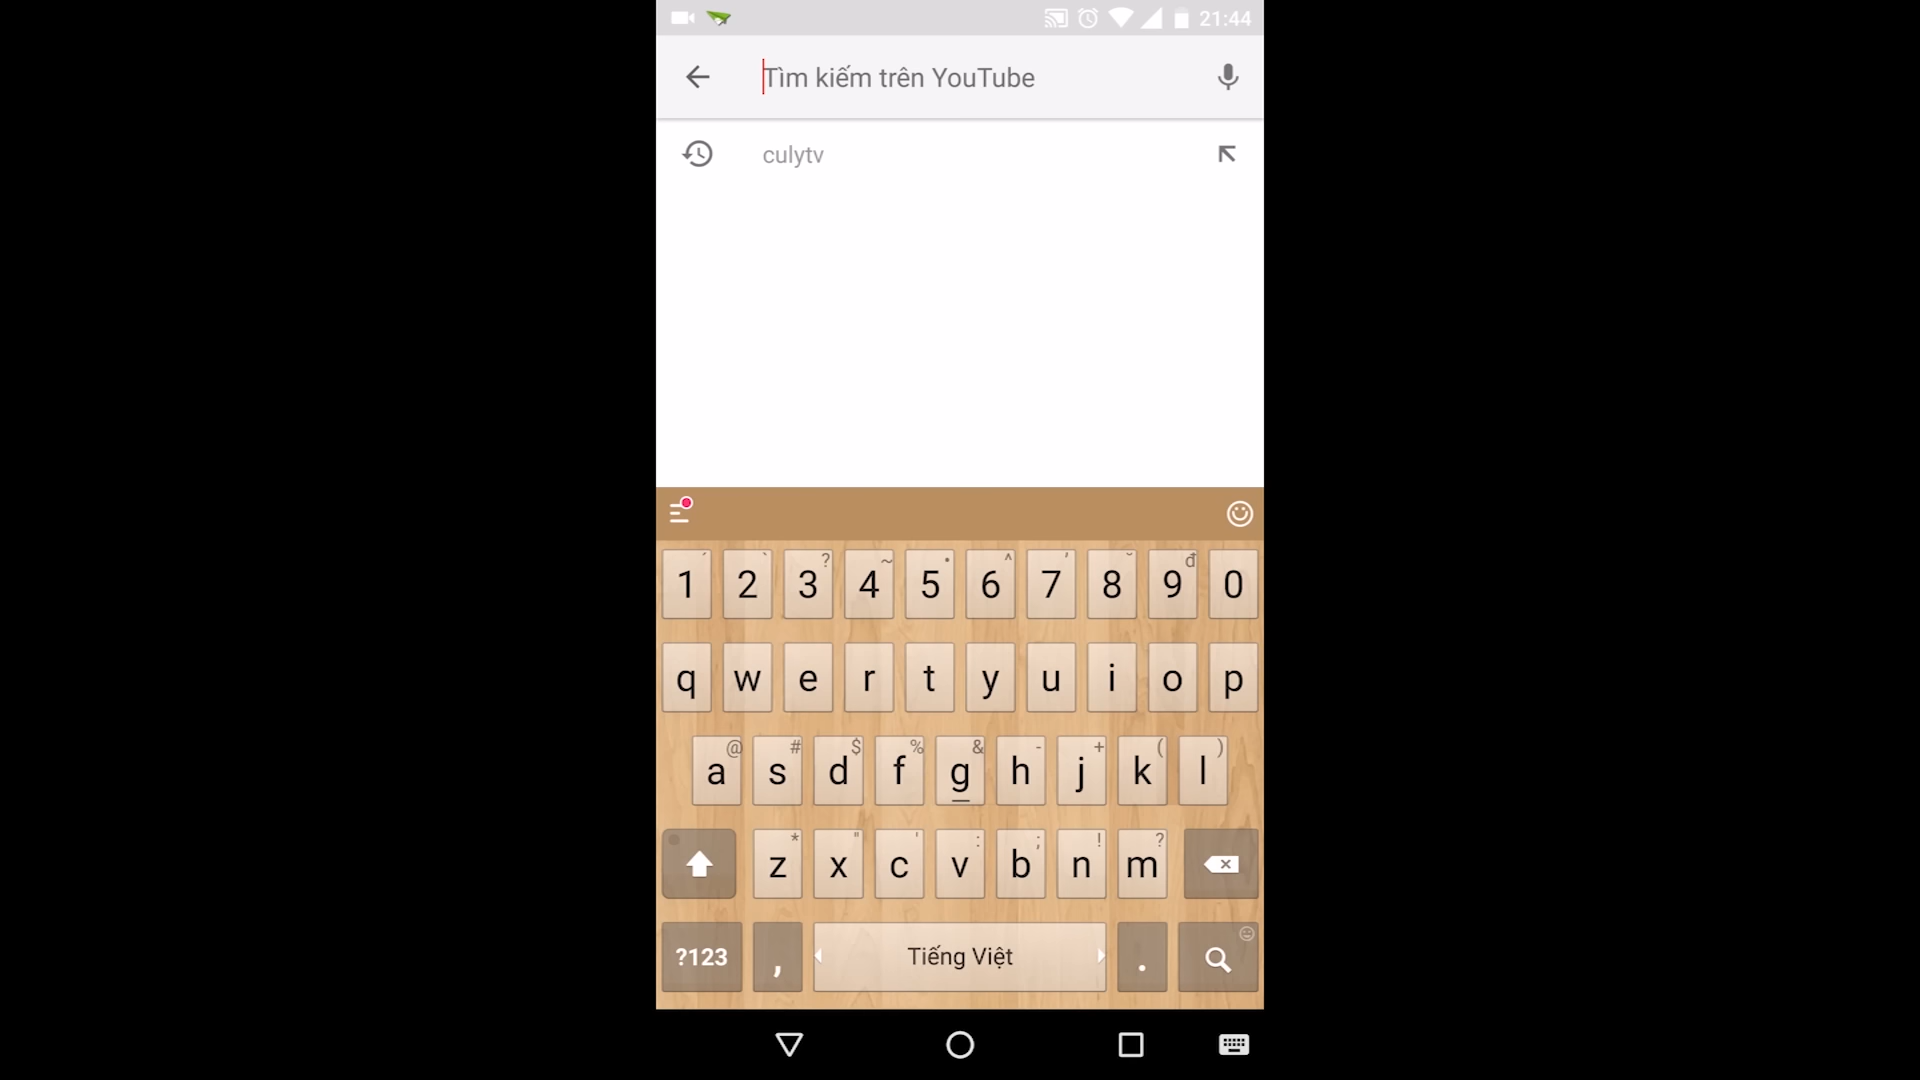 21:44
Tìm kiếm trên YouTube
culytv
1 ´ 2 ` 3 ? 4 ~ 5 • 6 ^ 7 ' 8 ˘ 9 đ 0
q w e r t y u i o p
a @ s # d $ f % g & h - j + k ( l )
z * x " c ' v : b ; n ! m ?
?123 , Tiếng Việt .